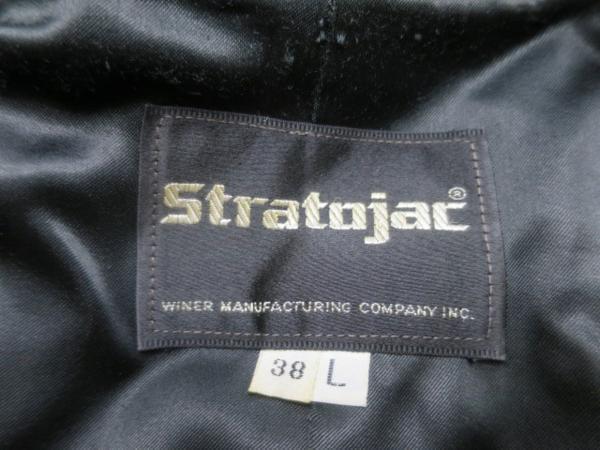 Stratojac®
WINER MANUFACTURING COMPANY INC.
38 L